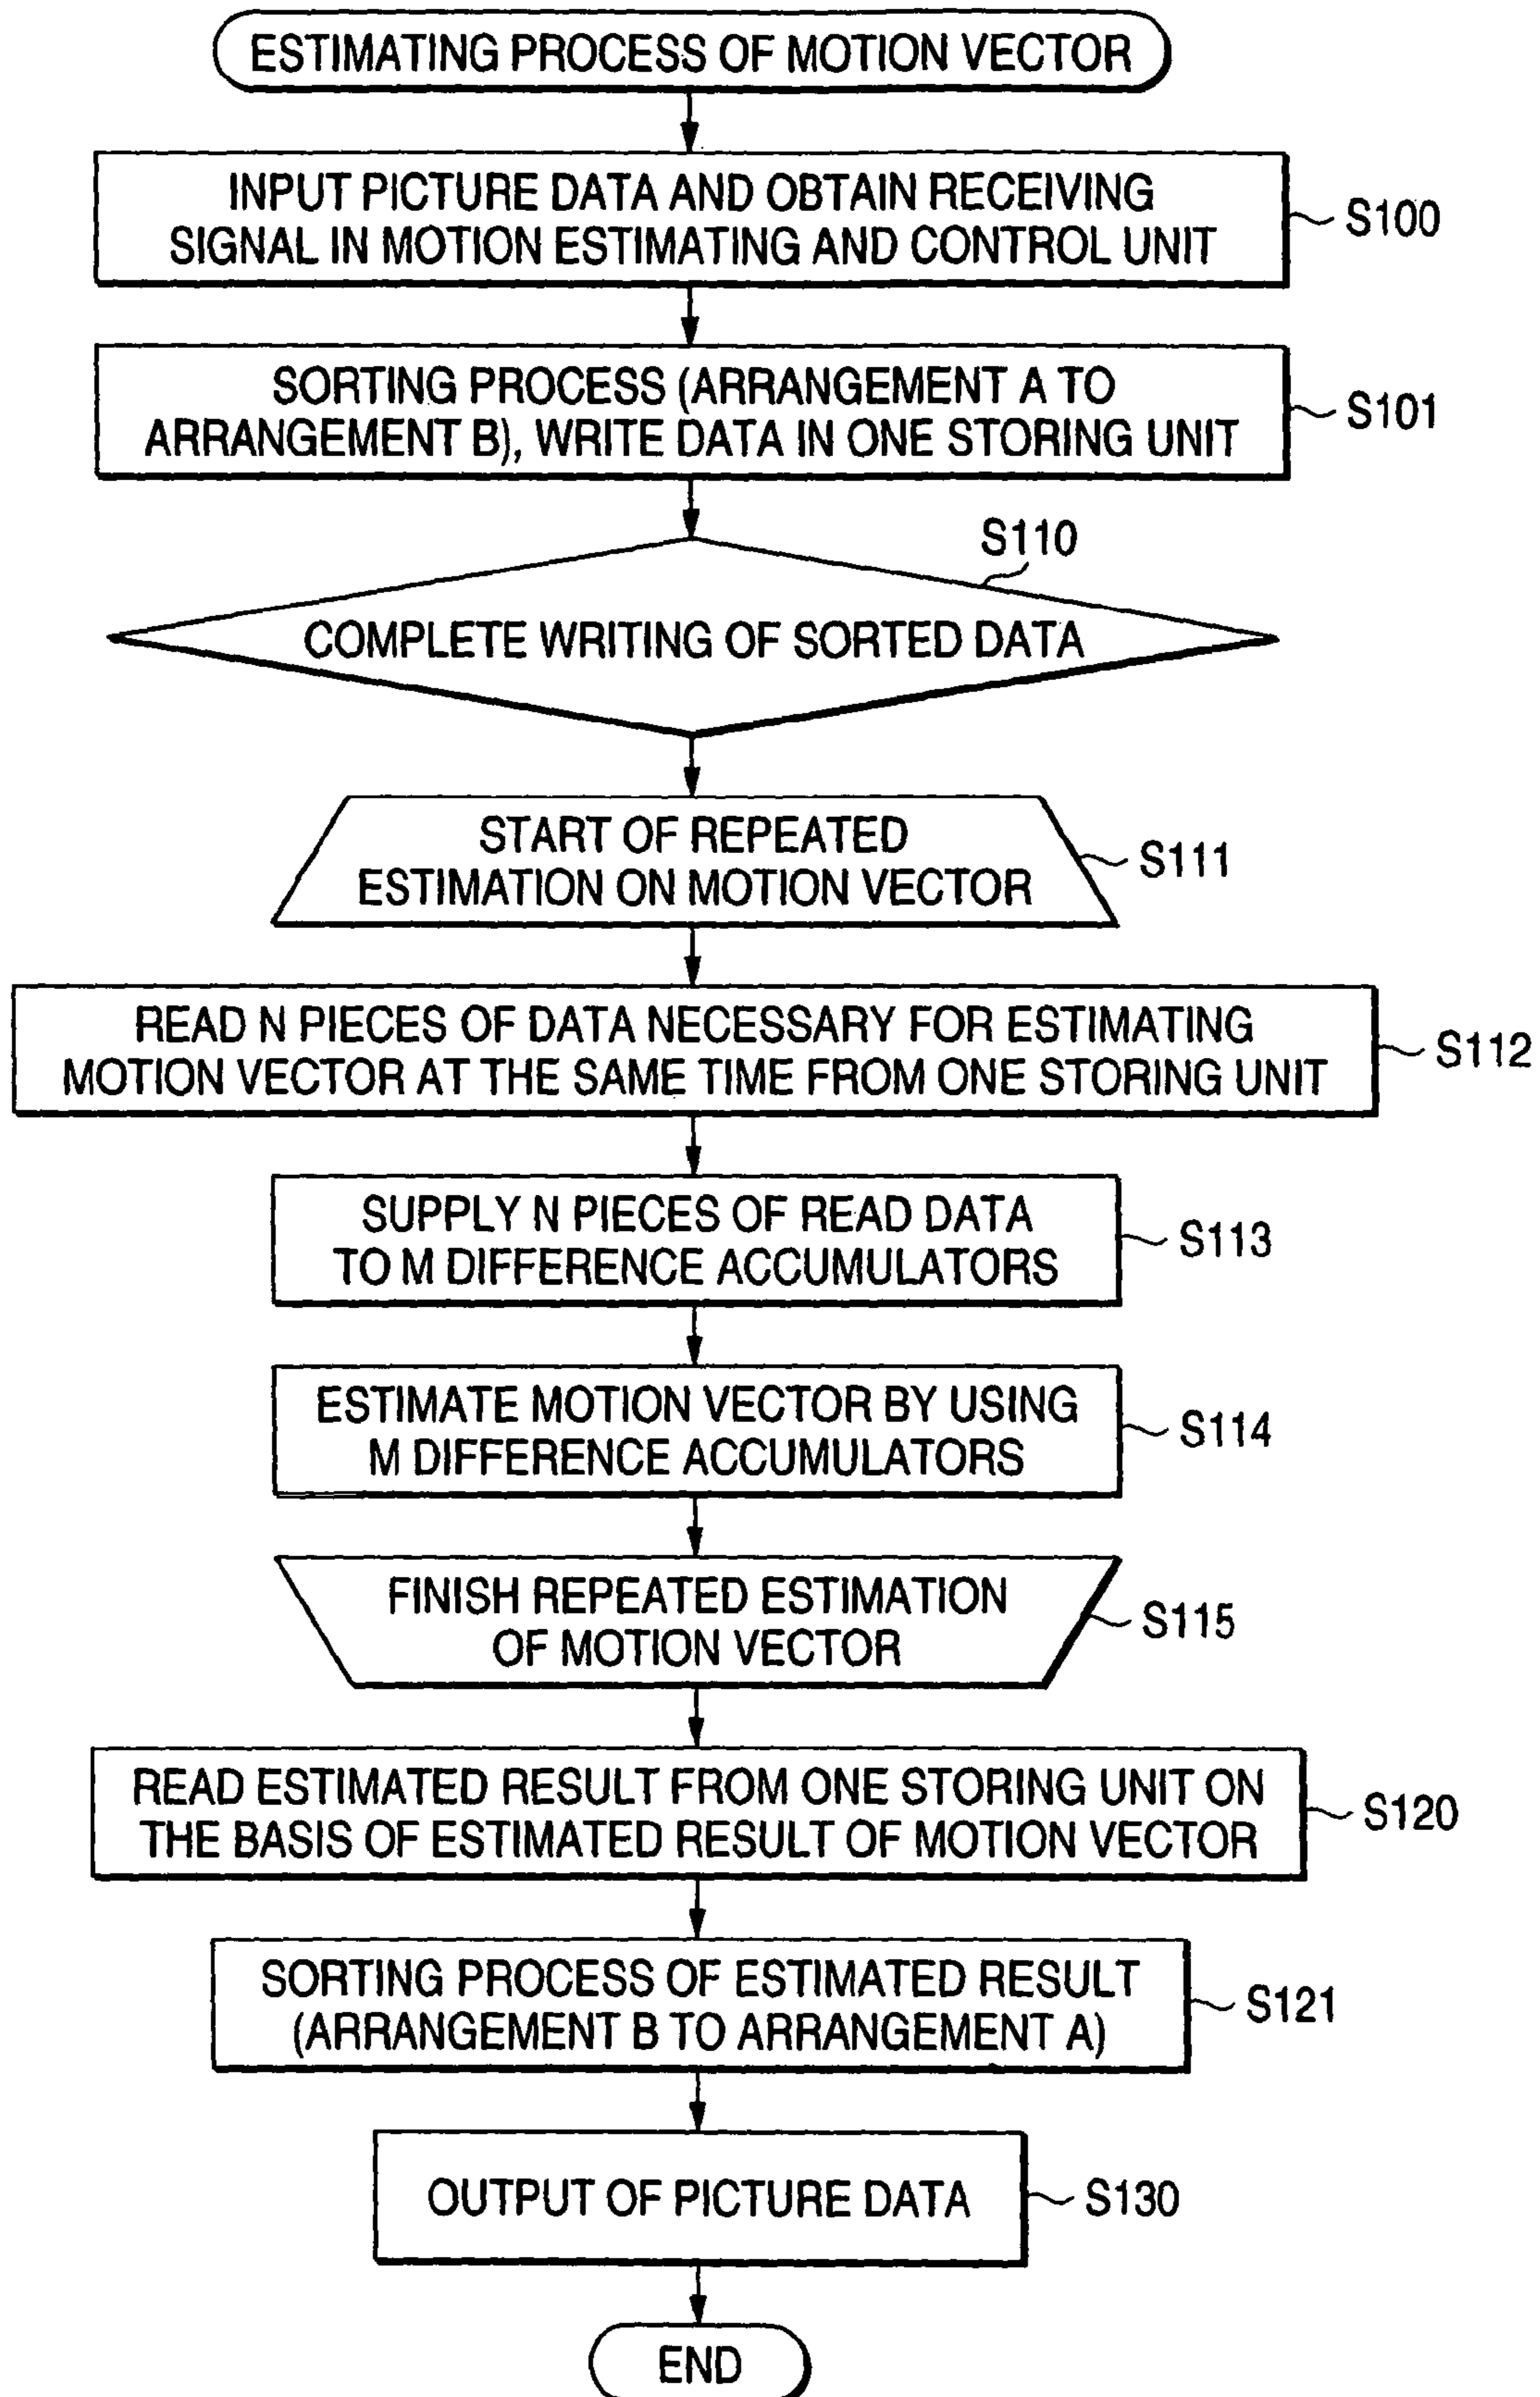 ESTIMATING PROCESS OF MOTION VECTOR
INPUT PICTURE DATA AND OBTAIN RECEIVING
SIGNAL IN MOTION ESTIMATING AND CONTROL UNIT
S100
SORTING PROCESS (ARRANGEMENT A TO
ARRANGEMENT B), WRITE DATA IN ONE STORING UNIT
S101
S110
COMPLETE WRITING OF SORTED DATA
START OF REPEATED
ESTIMATION ON MOTION VECTOR
S111
READ N PIECES OF DATA NECESSARY FOR ESTIMATING
MOTION VECTOR AT THE SAME TIME FROM ONE STORING UNIT
S112
SUPPLY N PIECES OF READ DATA
TO M DIFFERENCE ACCUMULATORS
S113
ESTIMATE MOTION VECTOR BY USING
M DIFFERENCE ACCUMULATORS
S114
FINISH REPEATED ESTIMATION
OF MOTION VECTOR
S115
READ ESTIMATED RESULT FROM ONE STORING UNIT ON
THE BASIS OF ESTIMATED RESULT OF MOTION VECTOR
S120
SORTING PROCESS OF ESTIMATED RESULT
(ARRANGEMENT B TO ARRANGEMENT A)
S121
OUTPUT OF PICTURE DATA
S130
END